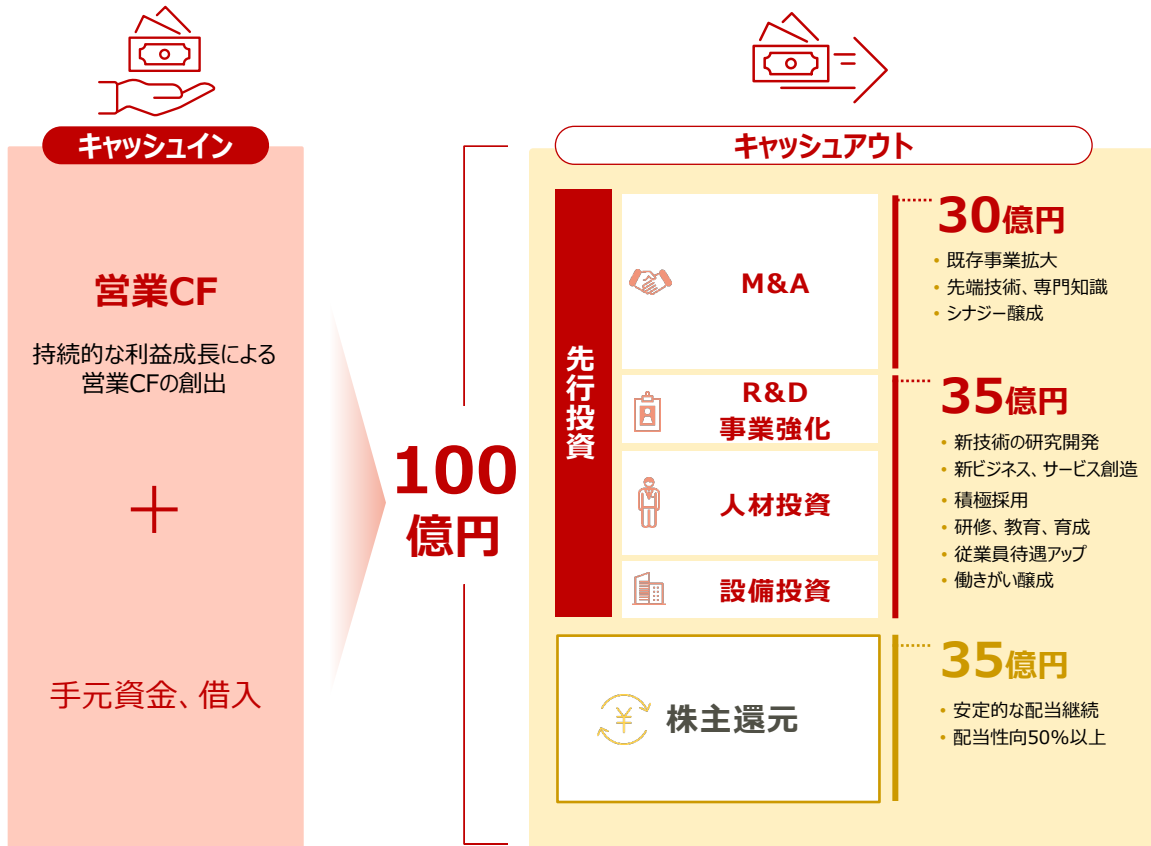 キャッシュイン
営業CF
持続的な利益成長による
営業CFの創出
＋
手元資金、借入
100
億円
キャッシュアウト
先行投資
M&A
30億円
• 既存事業拡大
• 先端技術、専門知識
• シナジー醸成
R&D
事業強化
人材投資
設備投資
35億円
• 新技術の研究開発
• 新ビジネス、サービス創造
• 積極採用
• 研修、教育、育成
• 従業員待遇アップ
• 働きがい醸成
¥
株主還元
35億円
• 安定的な配当継続
• 配当性向50%以上